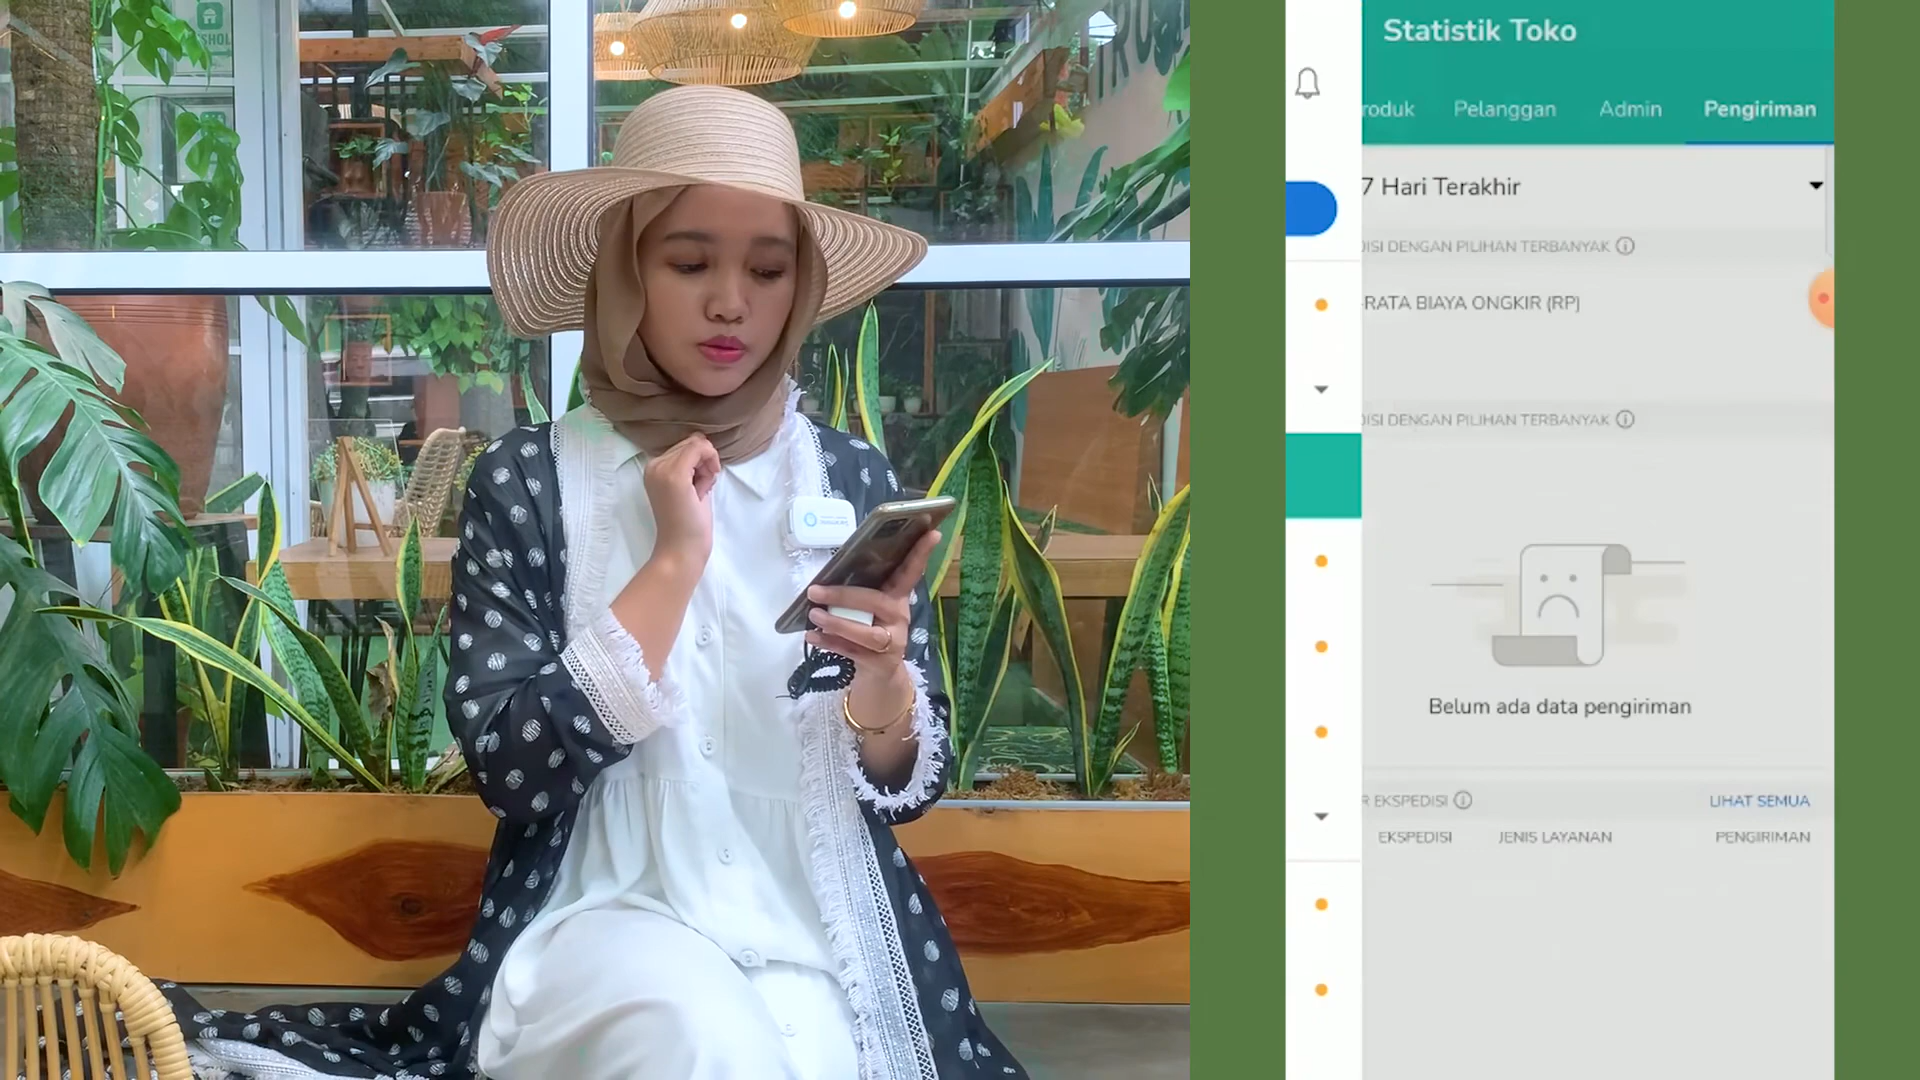 Statistik Toko
roduk Pelanggan Admin Pengiriman
7 Hari Terakhir
ISI DENGAN PILIHAN TERBANYAK
-RATA BIAYA ONGKIR (RP)
ISI DENGAN PILIHAN TERBANYAK
Belum ada data pengiriman
R EKSPEDISI LIHAT SEMUA
EKSPEDISI JENIS LAYANAN PENGIRIMAN